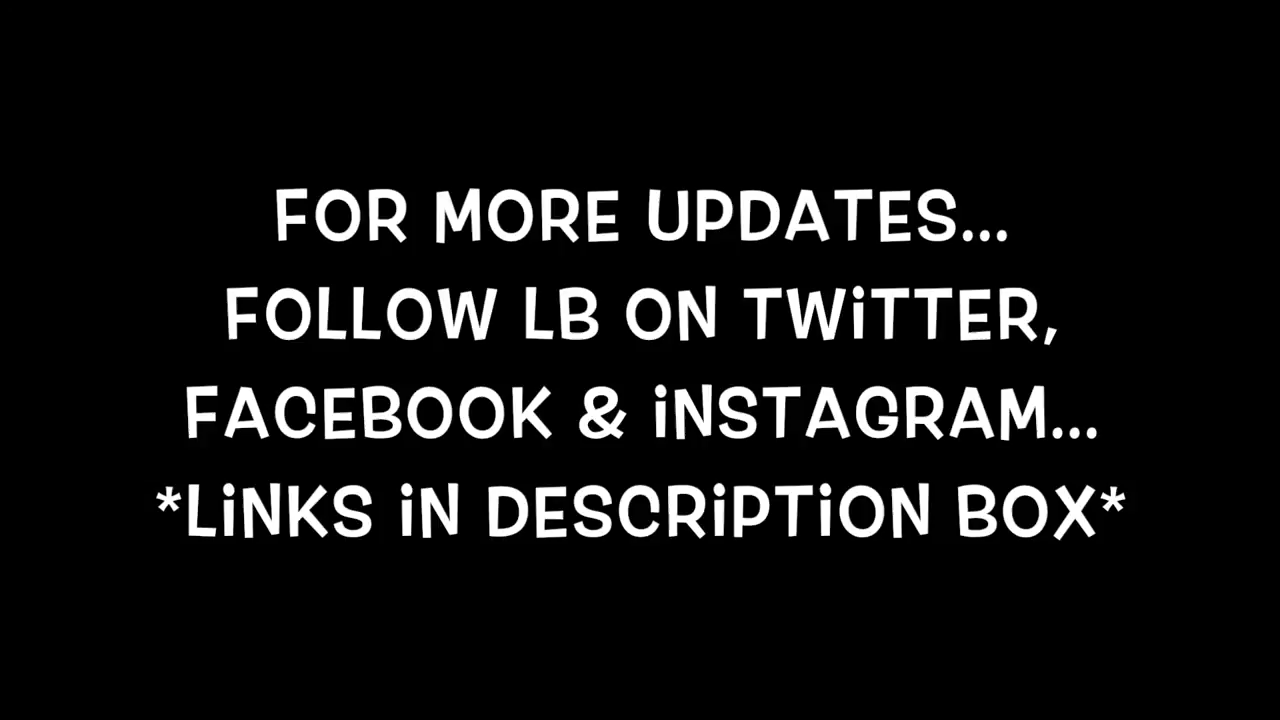 FOR MORE UPDATES...
FOLLOW LB ON TWiTTER,
FACEBOOK & iNSTAGRAM...
*LiNKS iN DESCRiPTiON BOX*